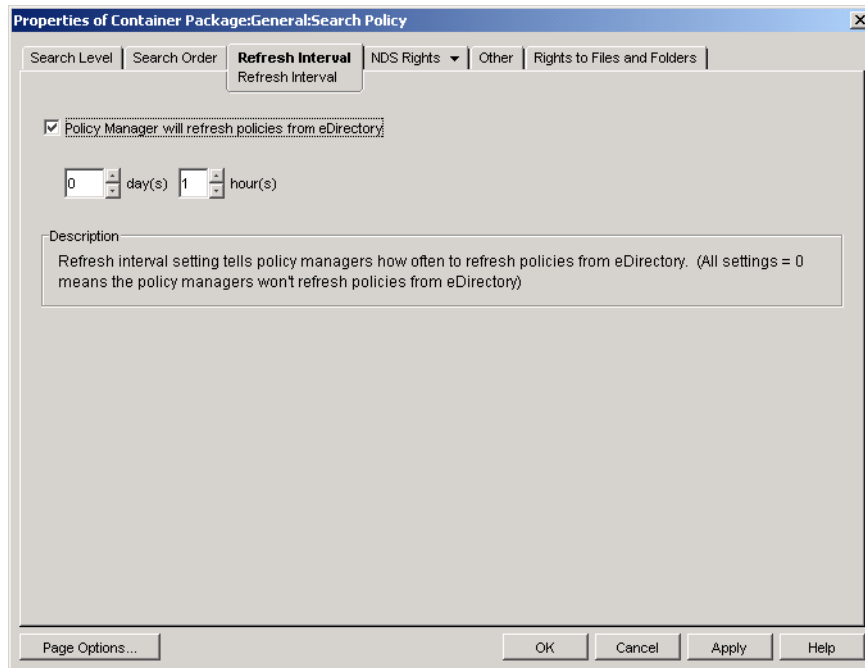 Properties of Container Package:General:Search Policy
Search Level
Search Order
Refresh Interval
NDS Rights
Other
Rights to Files and Folders
Refresh Interval
Policy Manager will refresh policies from eDirectory
0 day(s) 1 hour(s)
Description
Refresh interval setting tells policy managers how often to refresh policies from eDirectory. (All settings = 0
means the policy managers won't refresh policies from eDirectory)
Page Options...
OK
Cancel
Apply
Help